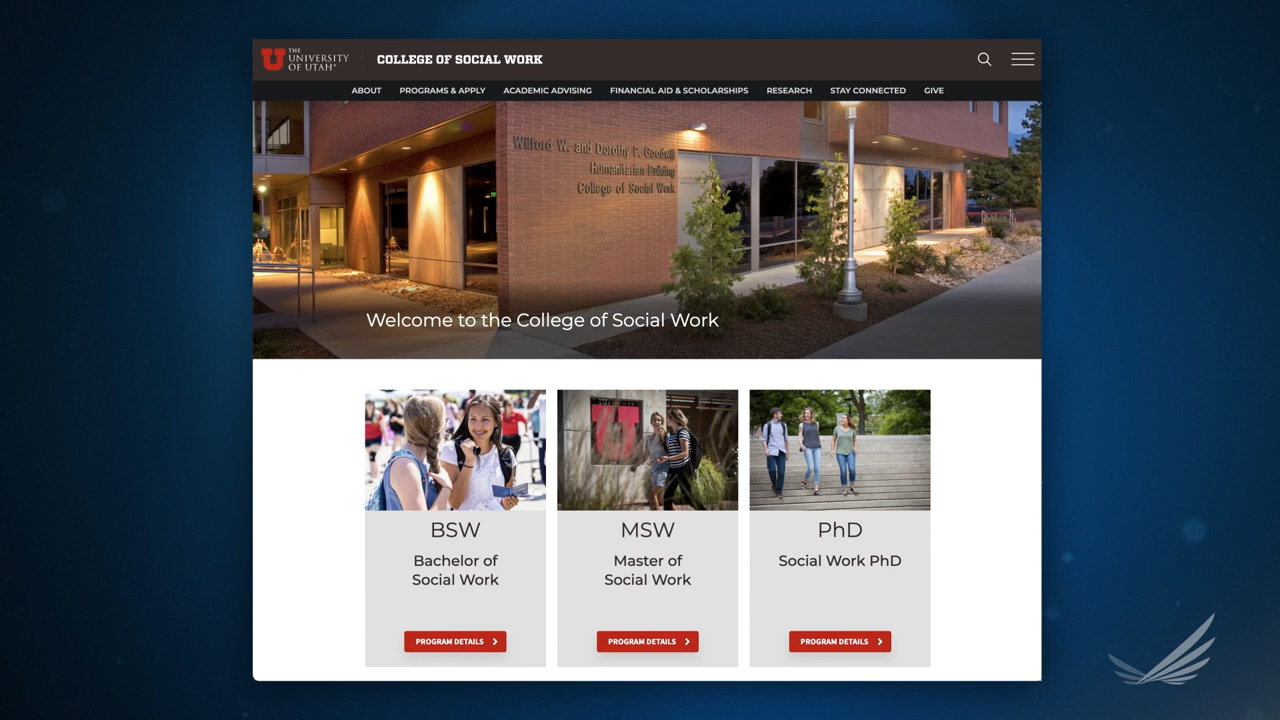 THE
UNIVERSITY
OF UTAH®
COLLEGE OF SOCIAL WORK
ABOUT PROGRAMS & APPLY ACADEMIC ADVISING FINANCIAL AID & SCHOLARSHIPS RESEARCH STAY CONNECTED GIVE
Wilford W. and Dorothy P. Goodwill
Humanitarian Building
College of Social Work
Welcome to the College of Social Work
BSW
Bachelor of
Social Work
PROGRAM DETAILS
MSW
Master of
Social Work
PROGRAM DETAILS
PhD
Social Work PhD
PROGRAM DETAILS